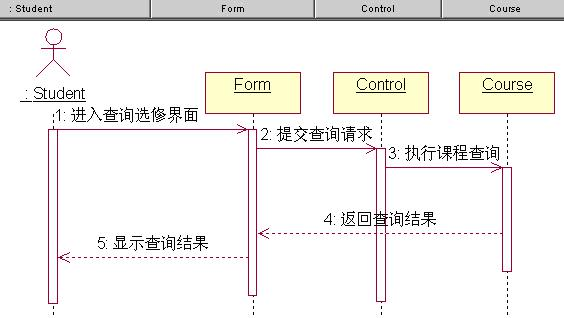 : Student
Form
Control
Course
: Student
Form
Control
Course
1: 进入查询选修界面
2: 提交查询请求
3: 执行课程查询
4: 返回查询结果
5: 显示查询结果